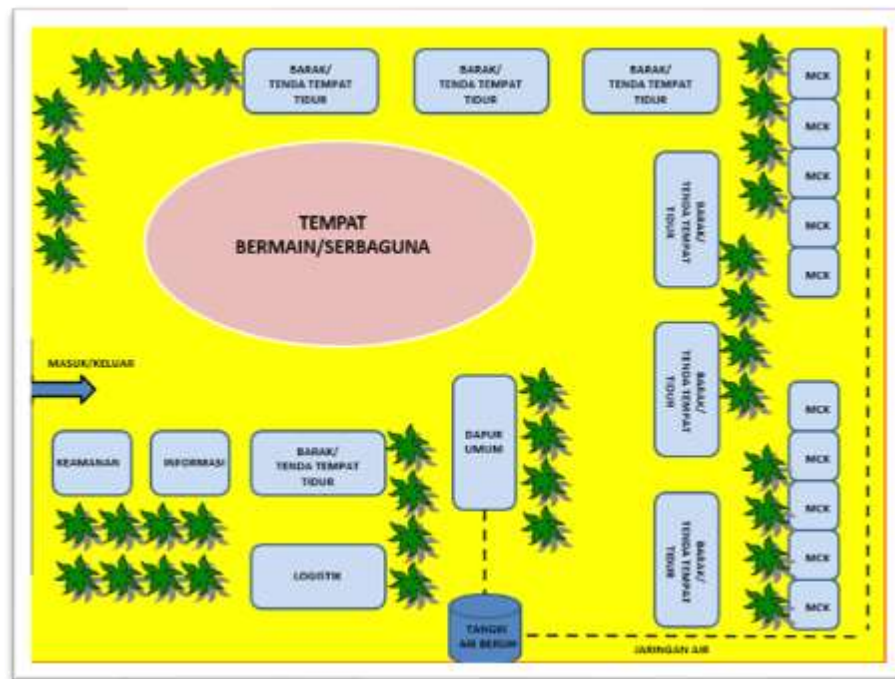 BARAK/
TENDA TEMPAT
TIDUR
BARAK/
TENDA TEMPAT
TIDUR
BARAK/
TENDA TEMPAT
TIDUR
MCK
MCK
MCK
MCK
MCK
BARAK/
TENDA TEMPAT
TIDUR
TEMPAT
BERMAIN/SERBAGUNA
MASUK/KELUAR
BARAK/
TENDA TEMPAT
TIDUR
KEAMANAN
INFORMASI
BARAK/
TENDA TEMPAT
TIDUR
DAPUR
UMUM
MCK
MCK
MCK
MCK
MCK
BARAK/
TENDA TEMPAT
TIDUR
LOGISTIK
TANGKI
AIR BERSIH
JARINGAN AIR